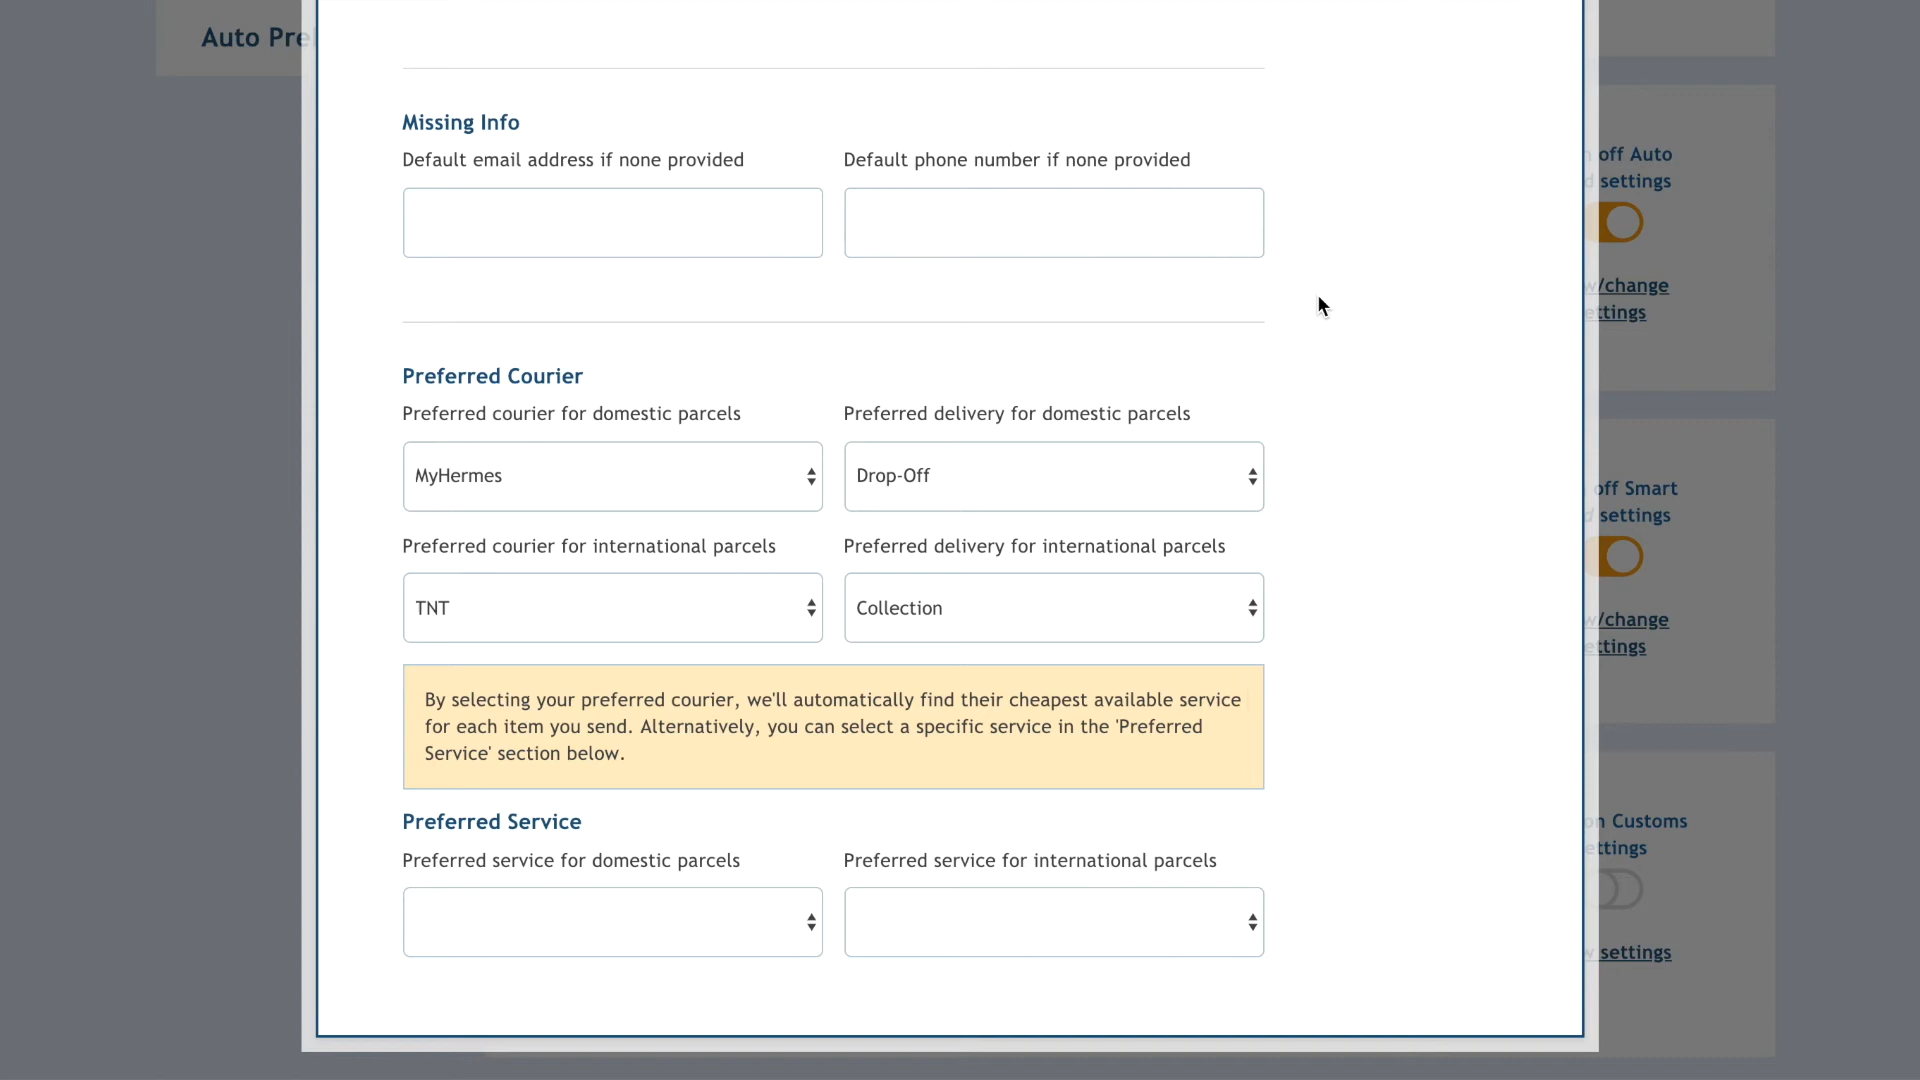 Auto Pre
Missing Info
Default email address if none provided
Default phone number if none provided
Preferred Courier
Preferred courier for domestic parcels
Preferred delivery for domestic parcels
MyHermes
Drop-Off
Preferred courier for international parcels
Preferred delivery for international parcels
TNT
Collection
By selecting your preferred courier, we'll automatically find their cheapest available service
for each item you send. Alternatively, you can select a specific service in the 'Preferred
Service' section below.
Preferred Service
Preferred service for domestic parcels
Preferred service for international parcels
n off Auto
d settings
w/change
ettings
off Smart
d settings
w/change
ettings
on Customs
ettings
w settings